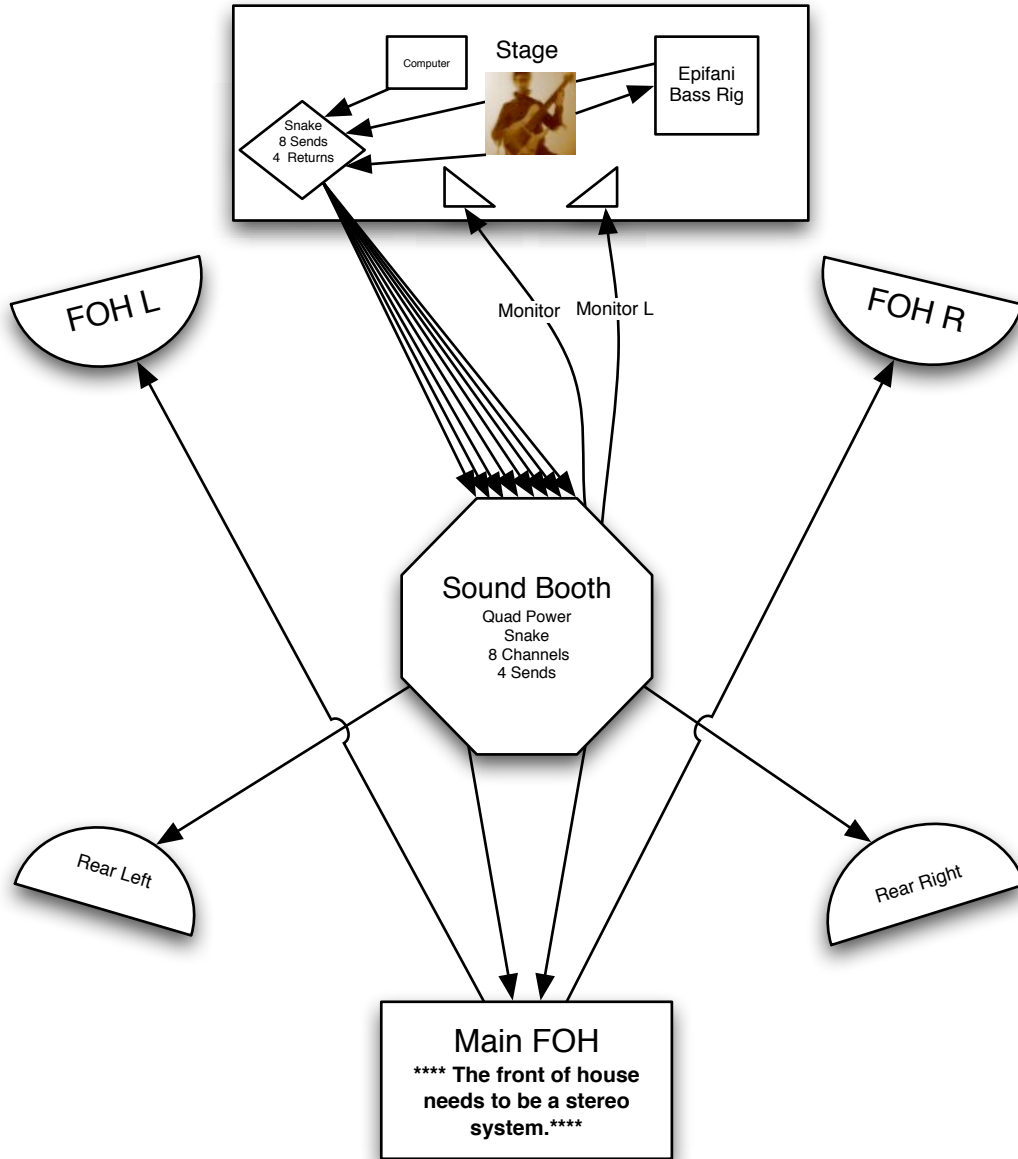 Stage
Computer
Epifani
Bass Rig
Snake
8 Sends
4 Returns
FOH L
FOH R
Monitor
Monitor L
Sound Booth
Quad Power
Snake
8 Channels
4 Sends
Rear Left
Rear Right
Main FOH
**** The front of house
needs to be a stereo
system.****